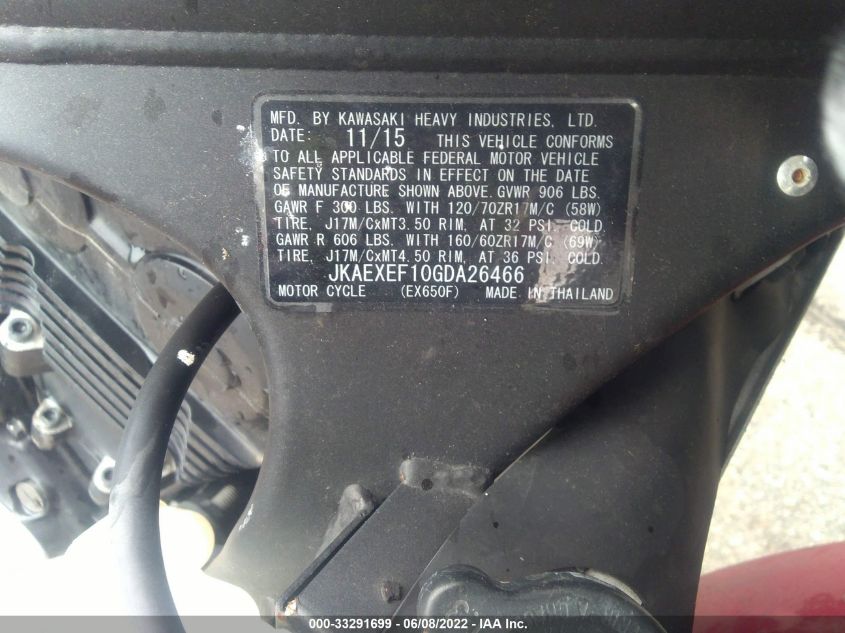 MFD. BY KAWASAKI HEAVY INDUSTRIES, LTD.
DATE: 11/15 THIS VEHICLE CONFORMS
TO ALL APPLICABLE FEDERAL MOTOR VEHICLE
SAFETY STANDARDS IN EFFECT ON THE DATE
OF MANUFACTURE SHOWN ABOVE. GVWR 906 LBS.
GAWR F 300 LBS. WITH 120/70ZR17M/C (58W)
TIRE, J17M/CxMT3.50 RIM, AT 32 PSI. COLD.
GAWR R 606 LBS. WITH 160/60ZR17M/C (69W)
TIRE, J17M/CxMT4.50 RIM, AT 36 PSI. COLD.
JKAEXEF10GDA26466
MOTOR CYCLE (EX650F) MADE IN THAILAND
000-33291699 - 06/08/2022 - IAA